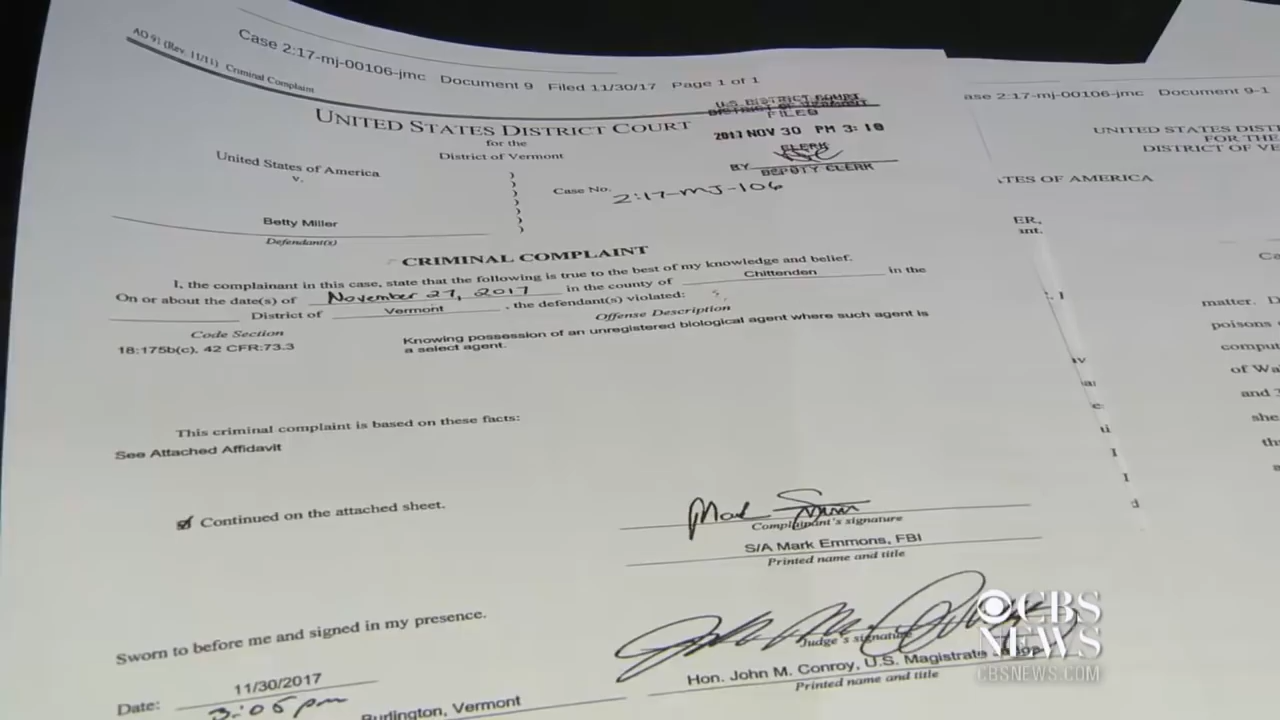 Case 2:17-mj-00106-jmc Document 9 Filed 11/30/17 Page 1 of 1
AO 91 (Rev. 11/11) Criminal Complaint
UNITED STATES DISTRICT COURT
for the
District of Vermont
U.S. DISTRICT COURT
DISTRICT OF VERMONT
FILED
2017 NOV 30 PM 3:10
CLERK
BY
DEPUTY CLERK
United States of America
v.
Betty Miller
Defendant(s)
)
)
)
)
)
)
Case No. 2:17-MJ-106
CRIMINAL COMPLAINT
I, the complainant in this case, state that the following is true to the best of my knowledge and belief.
On or about the date(s) of November 27, 2017 in the county of Chittenden in the
District of Vermont , the defendant(s) violated:
Code Section Offense Description
18:175b(c), 42 CFR:73.3 Knowing possession of an unregistered biological agent where such agent is
a select agent.
This criminal complaint is based on these facts:
See Attached Affidavit
Continued on the attached sheet.
Complainant's signature
S/A Mark Emmons, FBI
Printed name and title
Sworn to before me and signed in my presence.
Judge's signature
Hon. John M. Conroy, U.S. Magistrate
Printed name and title
Date: 11/30/2017
3:05 pm
Burlington, Vermont
ase 2:17-mj-00106-jmc Document 9-1
UNITED STATES DIST
FOR THE
DISTRICT OF VE
ATES OF AMERICA
ER,
ant.
Ca
matter. D
poisons
comput
of Wa
and 3
she
th
a
CBS
NEWS
CBSNEWS.COM